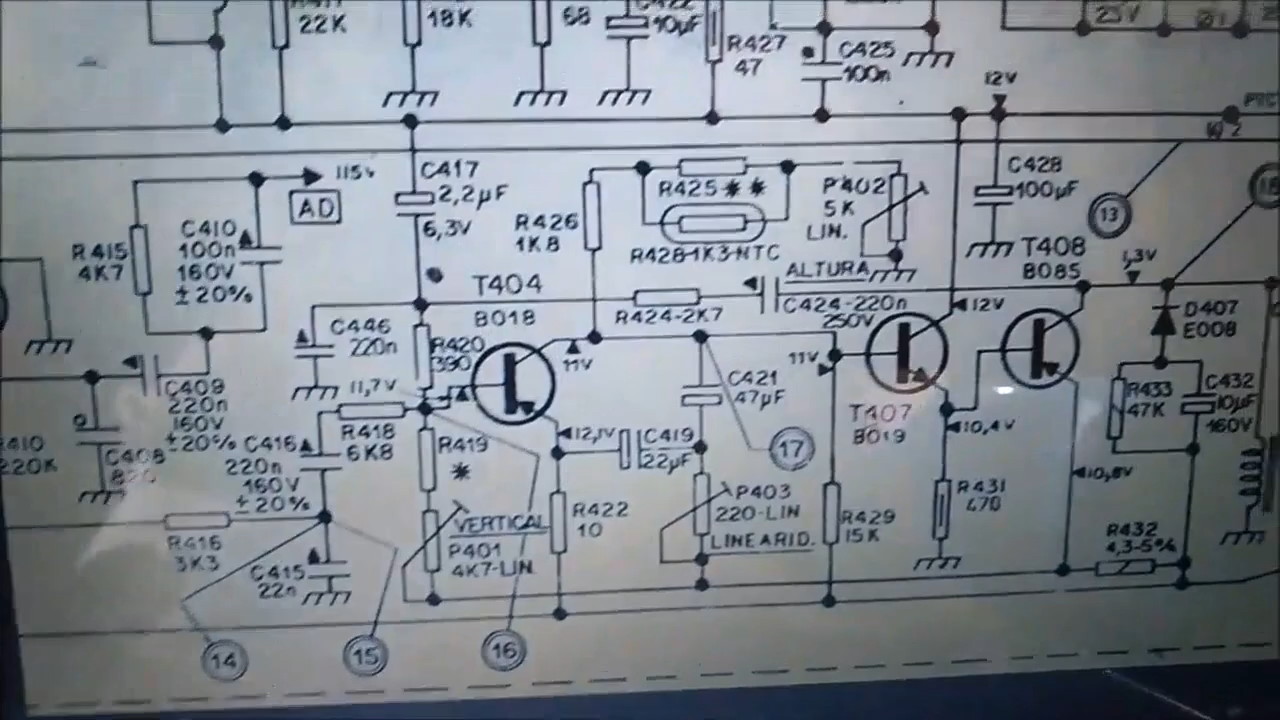 22K
18K
68
10µF
R427
47
C425
100n
25V
12V
C417
2,2µF
6,3V
115V
AD
C410
100n
160V
±20%
R415
4K7
R426
1K8
R425**
R428-1K3-NTC
P402
5K
LIN.
ALTURA
C428
100µF
13
T408
B085
1,3V
T404
B018
R424-2K7
C424-220n
250V
12V
D407
E008
C446
220n
R420
390
11V
11V
11,7V
C409
220n
160V
±20%
C421
47µF
T407
B019
R433
47K
C432
10µF
160V
R418
6K8
C416
220n
160V
±20%
R419
*
12,1V
C419
22µF
17
10,4V
10,8V
220K
R416
3K3
VERTICAL
P401
4K7-LIN.
R422
10
P403
220-LIN
LINEARID.
R429
15K
R431
470
R432
4,3-5%
C415
22n
14
15
16